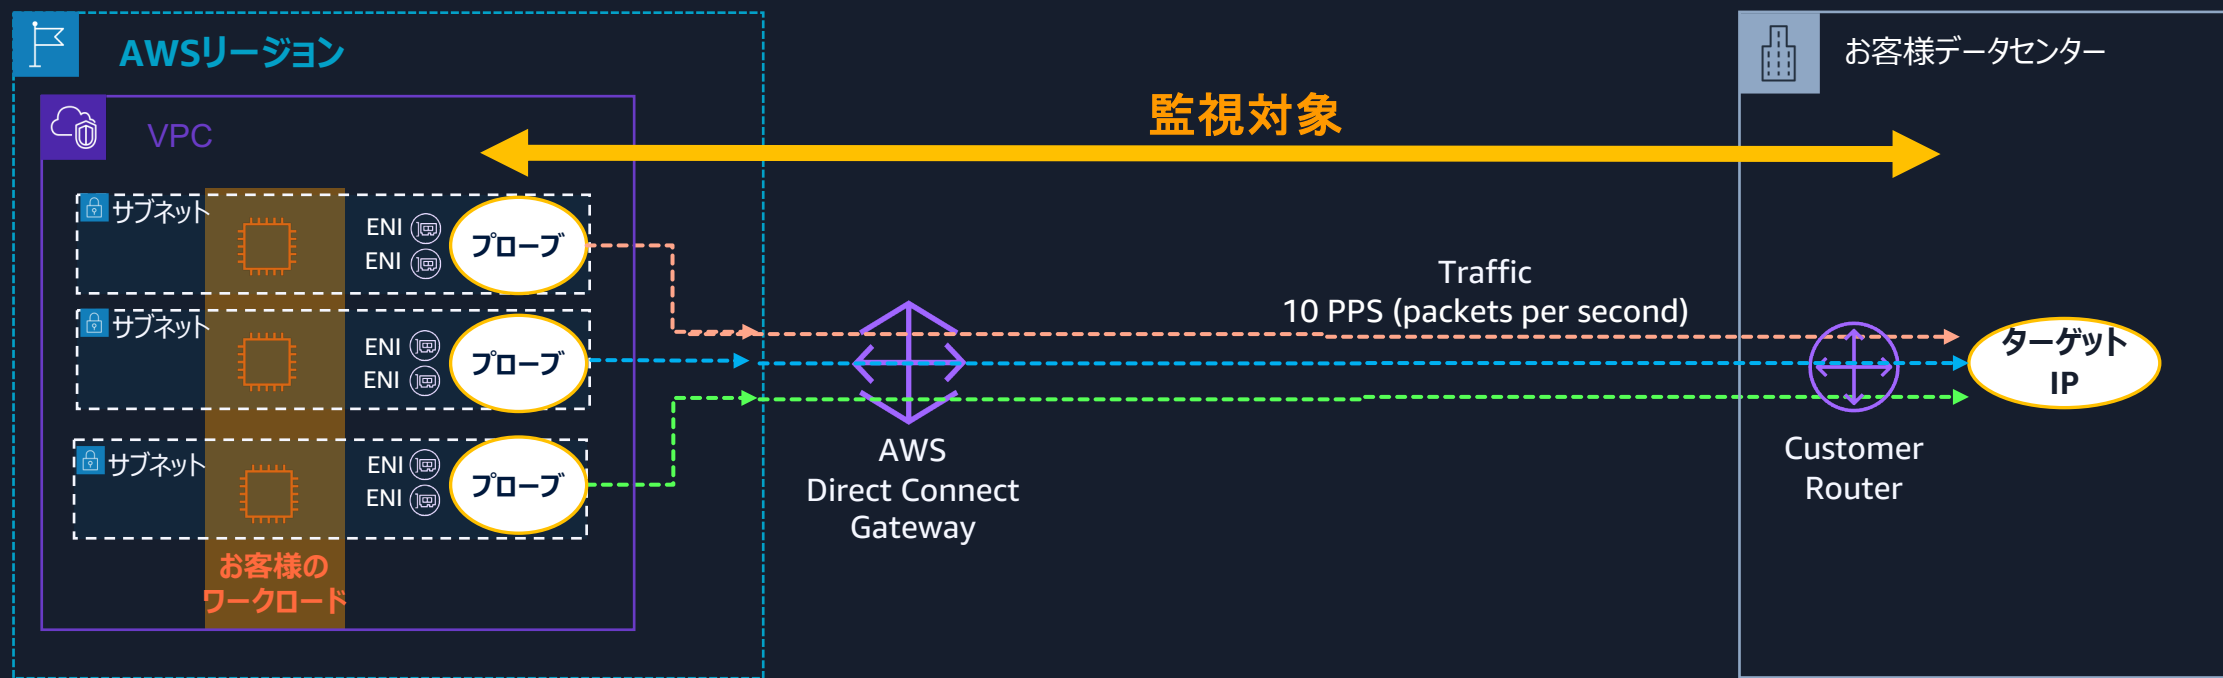 AWSリージョン
VPC
サブネット
ENI
ENI
プローブ
サブネット
ENI
ENI
プローブ
サブネット
ENI
ENI
プローブ
お客様の
ワークロード
監視対象
Traffic
10 PPS (packets per second)
AWS
Direct Connect
Gateway
お客様データセンター
Customer
Router
ターゲット
IP